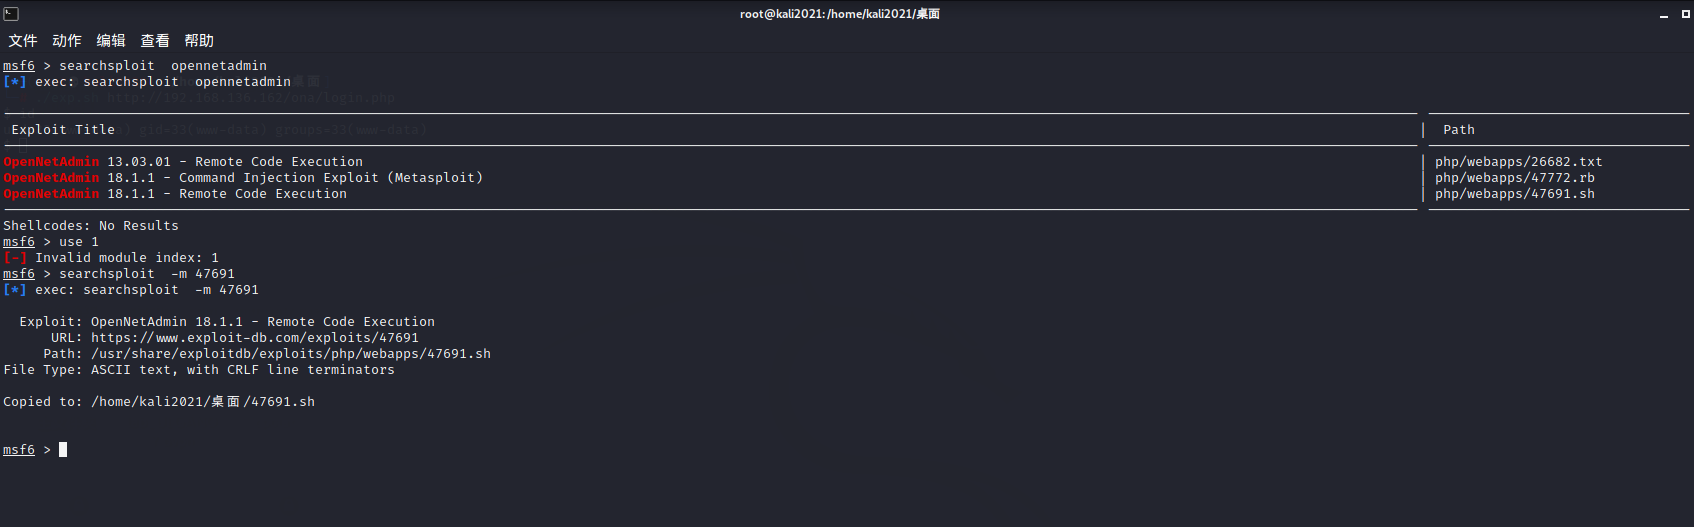 root@kali2021:/home/kali2021/桌面
文件 动作 编辑 查看 帮助
msf6 > searchsploit  opennetadmin
[*] exec: searchsploit  opennetadmin
Exploit Title | Path
OpenNetAdmin 13.03.01 - Remote Code Execution | php/webapps/26682.txt
OpenNetAdmin 18.1.1 - Command Injection Exploit (Metasploit) | php/webapps/47772.rb
OpenNetAdmin 18.1.1 - Remote Code Execution | php/webapps/47691.sh
Shellcodes: No Results
msf6 > use 1
[-] Invalid module index: 1
msf6 > searchsploit  -m 47691
[*] exec: searchsploit  -m 47691
Exploit: OpenNetAdmin 18.1.1 - Remote Code Execution
URL: https://www.exploit-db.com/exploits/47691
Path: /usr/share/exploitdb/exploits/php/webapps/47691.sh
File Type: ASCII text, with CRLF line terminators
Copied to: /home/kali2021/桌面/47691.sh
msf6 >